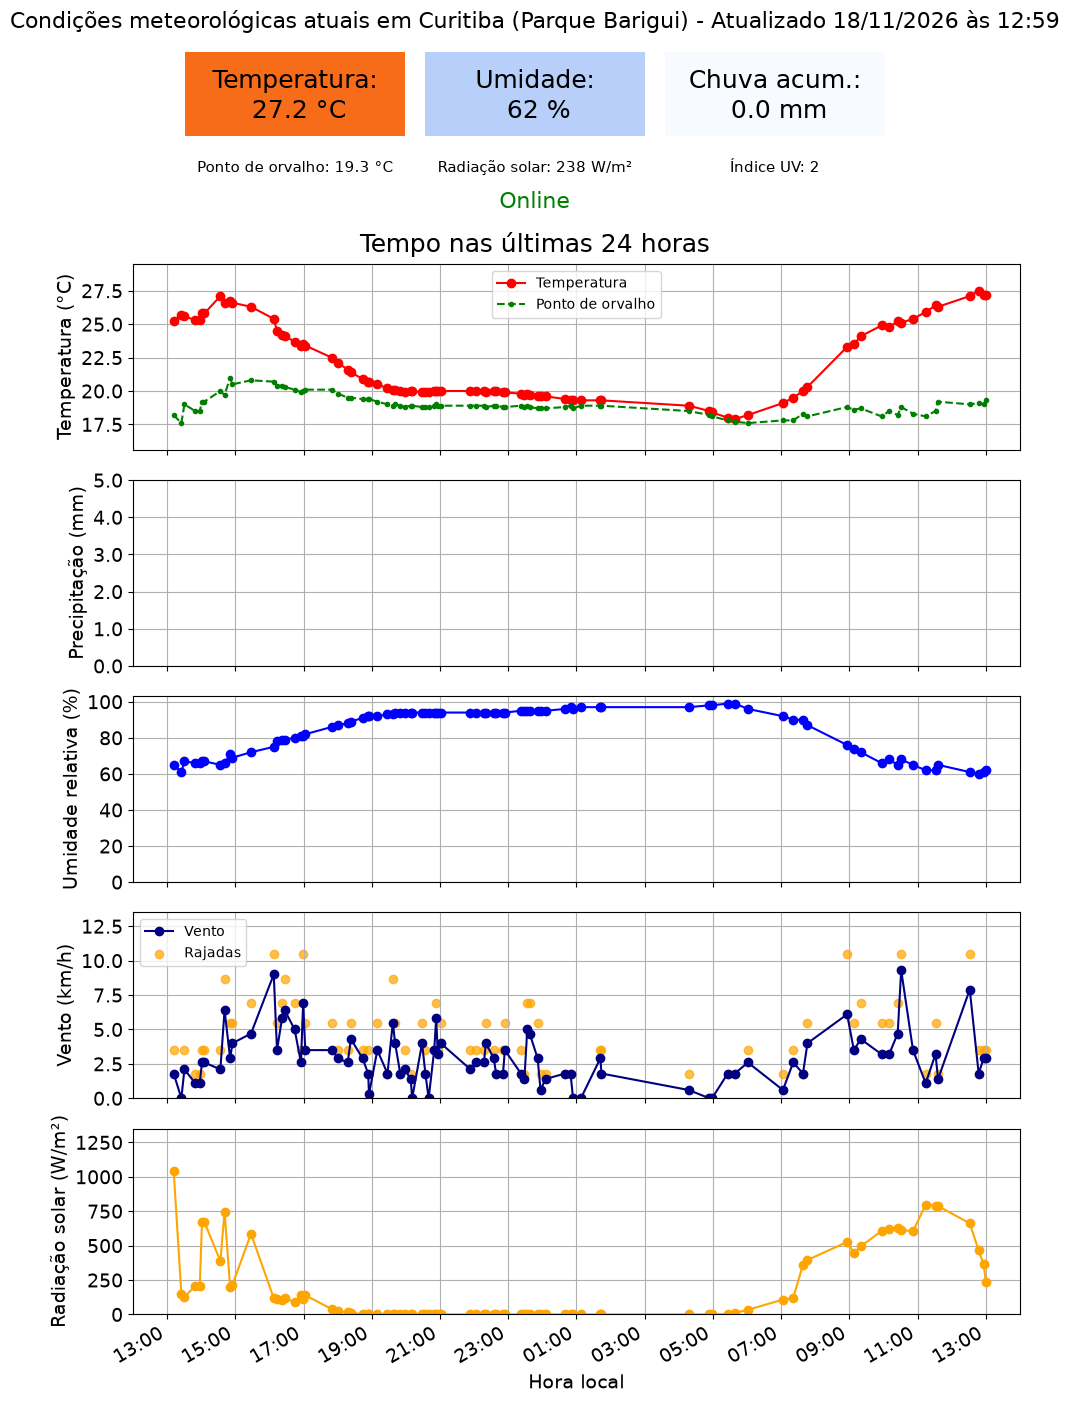 Condições meteorológicas atuais em Curitiba (Parque Barigui) - Atualizado 18/11/2026 às 12:59
Temperatura:
27.2 °C
Umidade:
62 %
Chuva acum.:
0.0 mm
Ponto de orvalho: 19.3 °C
Radiação solar: 238 W/m²
Índice UV: 2
Online
Tempo nas últimas 24 horas
Temperatura (°C)
27.5
25.0
22.5
20.0
17.5
Temperatura
Ponto de orvalho
Precipitação (mm)
5.0
4.0
3.0
2.0
1.0
0.0
Umidade relativa (%)
100
80
60
40
20
0
Vento (km/h)
12.5
10.0
7.5
5.0
2.5
0.0
Vento
Rajadas
Radiação solar (W/m²)
1250
1000
750
500
250
0
13:00
15:00
17:00
19:00
21:00
23:00
01:00
03:00
05:00
07:00
09:00
11:00
13:00
Hora local